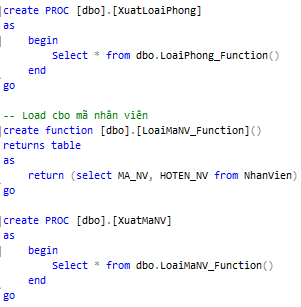 create PROC [dbo].[XuatLoaiPhong]
as
begin
Select * from dbo.LoaiPhong_Function()
end
go
-- Load cbo mã nhân viên
create function [dbo].[LoaiMaNV_Function]()
returns table
as
return (select MA_NV, HOTEN_NV from NhanVien)
go
create PROC [dbo].[XuatMaNV]
as
begin
Select * from dbo.LoaiMaNV_Function()
end
go